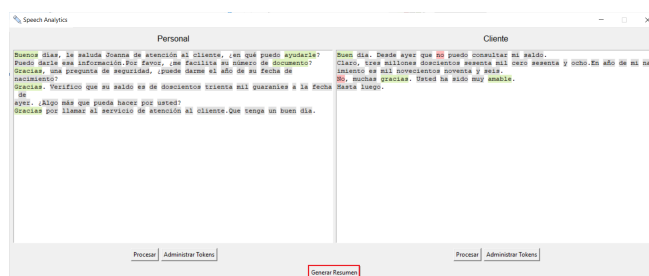 Speech Analytics
Personal
Buenos dias, le saluda Joanna de atención al cliente, ¿en qué puedo ayudarle?
Puedo darle esa información.Por favor, ¿me facilita su número de documento?
Gracias, una pregunta de seguridad, ¿puede darme el año de su fecha de
nacimiento?
Gracias. Verifico que su saldo es de doscientos trienta mil guaraníes a la fecha
de
ayer. ¿Algo más que pueda hacer por usted?
Gracias por llamar al servicio de atención al cliente.Que tenga un buen día.
Procesar
Administrar Tokens
Cliente
Buen día. Desde ayer que no puedo consultar mi saldo.
Claro, tres millones doscientos sesenta mil cero sesenta y ocho.En año de mi na
imiento es mil novecientos noventa y seis.
No, muchas gracias. Usted ha sido muy amable.
Hasta luego.
Procesar
Administrar Tokens
Generar Resumen